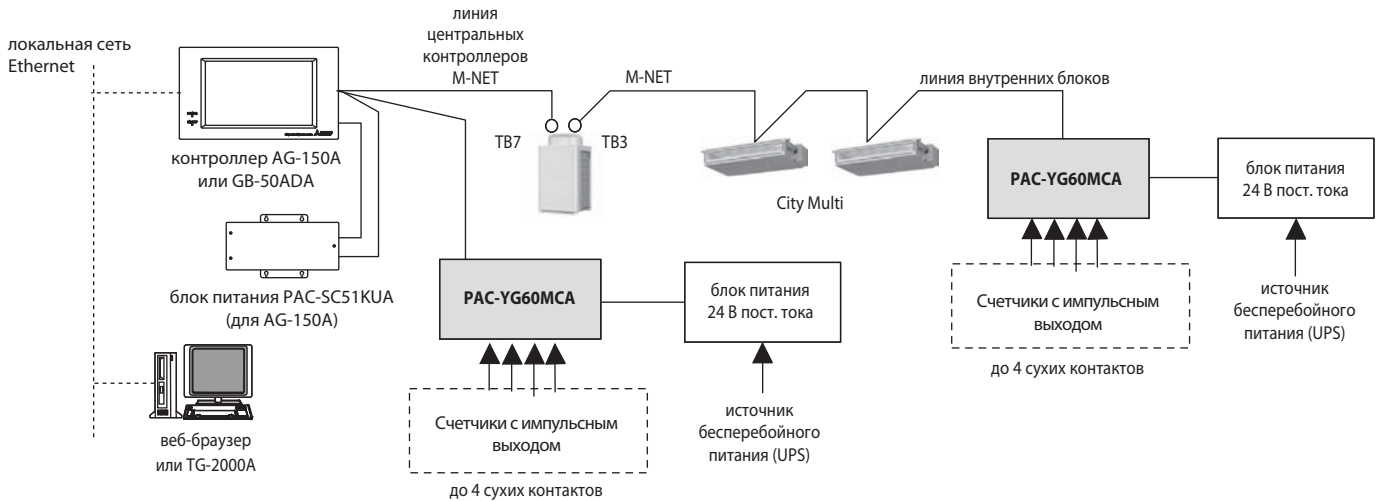 линия
центральных
контроллеров
M-NET
локальная сеть
Ethernet
M-NET
линия внутренних блоков
TB7
TB3
контроллер AG-150A
или GB-50ADA
City Multi
PAC-YG60MCA
блок питания
24 В пост. тока
блок питания PAC-SC51KUA
(для AG-150A)
PAC-YG60MCA
блок питания
24 В пост. тока
Счетчики с импульсным
выходом
источник
бесперебойного
питания (UPS)
до 4 сухих контактов
веб-браузер
или TG-2000A
Счетчики с импульсным
выходом
источник
бесперебойного
питания (UPS)
до 4 сухих контактов